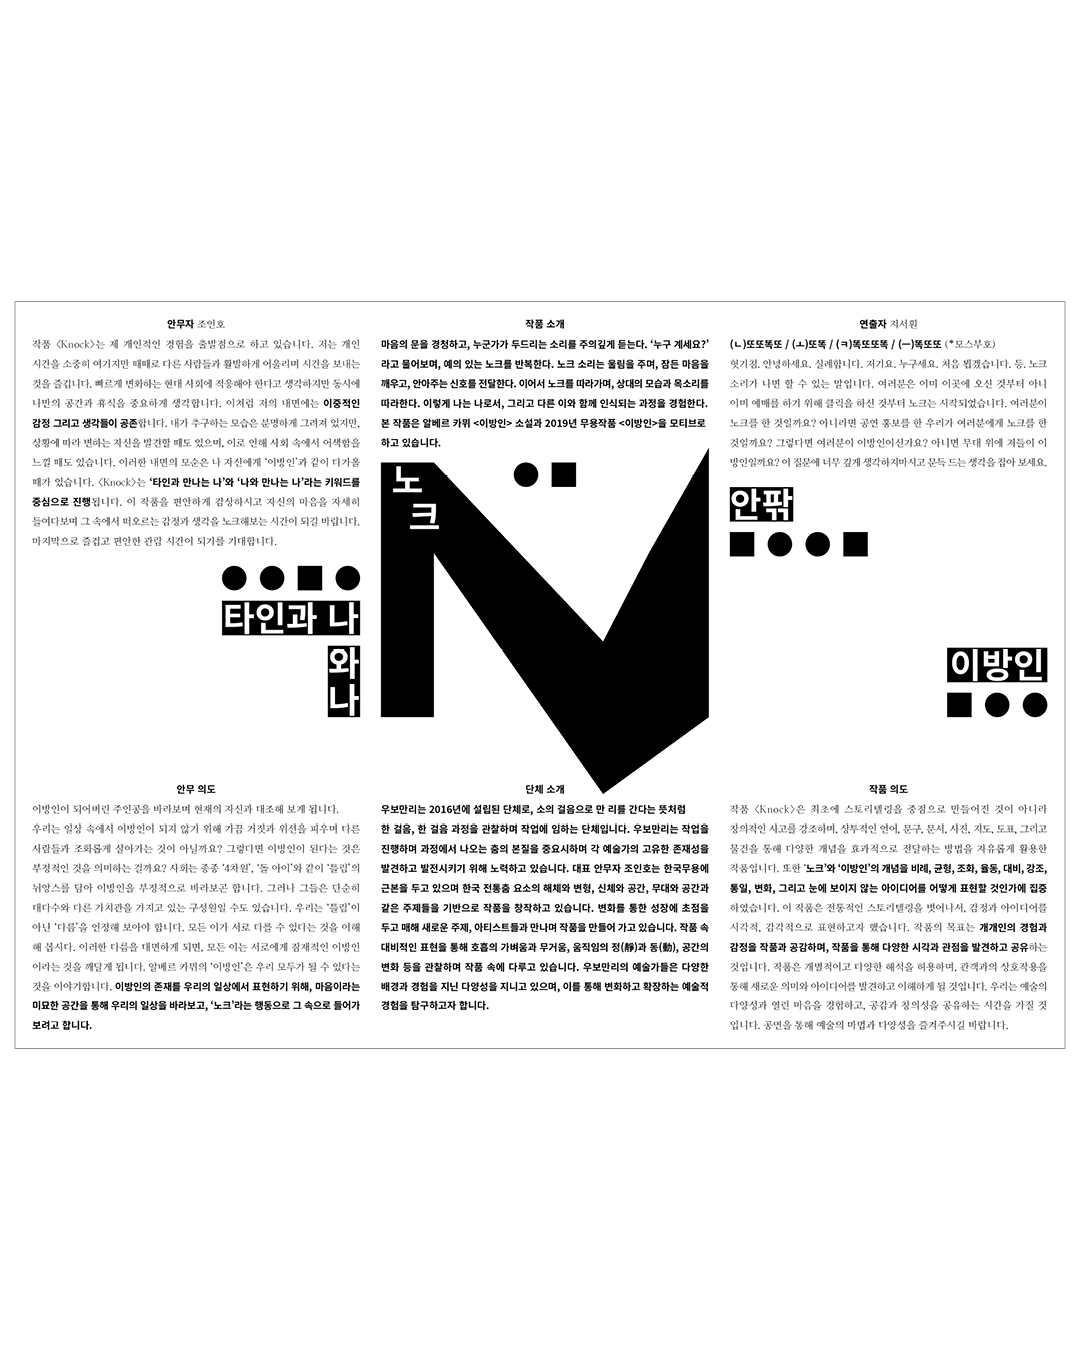 안무자 조인호
작품 〈Knock〉는 제 개인적인 경험을 출발점으로 하고 있습니다. 저는 개인
시간을 소중히 여기지만 때때로 다른 사람들과 활발하게 어울리며 시간을 보내는
것을 즐깁니다. 빠르게 변화하는 현대 사회에 적응해야 한다고 생각하지만 동시에
나만의 공간과 휴식을 중요하게 생각합니다. 이처럼 저의 내면에는 이중적인
감정 그리고 생각들이 공존합니다. 내가 추구하는 모습은 분명하게 그려져 있지만,
상황에 따라 변하는 자신을 발견할 때도 있으며, 이로 인해 사회 속에서 어색함을
느낄 때도 있습니다. 이러한 내면의 모순은 나 자신에게 ‘이방인’과 같이 다가올
때가 있습니다. 〈Knock〉는 ‘타인과 만나는 나’와 ‘나와 만나는 나’라는 키워드를
중심으로 진행됩니다. 이 작품을 편안하게 감상하시고 자신의 마음을 자세히
들여다보며 그 속에서 떠오르는 감정과 생각을 노크해보는 시간이 되길 바랍니다.
마지막으로 즐겁고 편안한 관람 시간이 되기를 기대합니다.
타인과 나
와
나
안무 의도
이방인이 되어버린 주인공을 바라보며 현재의 자신과 대조해 보게 됩니다.
우리는 일상 속에서 이방인이 되지 않기 위해 가끔 거짓과 위선을 피우며 다른
사람들과 조화롭게 살아가는 것이 아닐까요? 그렇다면 이방인이 된다는 것은
부정적인 것을 의미하는 걸까요? 사회는 종종 ‘4차원’, ‘돌 아이’와 같이 ‘틀림’의
뉘앙스를 담아 이방인을 부정적으로 바라보곤 합니다. 그러나 그들은 단순히
대다수와 다른 가치관을 가지고 있는 구성원일 수도 있습니다. 우리는 ‘틀림’이
아닌 ‘다름’을 인정해 보아야 합니다. 모든 이가 서로 다를 수 있다는 것을 이해
해 봅시다. 이러한 다름을 대면하게 되면, 모든 이는 서로에게 잠재적인 이방인
이라는 것을 깨닫게 됩니다. 알베르 카뮈의 ‘이방인’은 우리 모두가 될 수 있다는
것을 이야기합니다. 이방인의 존재를 우리의 일상에서 표현하기 위해, 마음이라는
미묘한 공간을 통해 우리의 일상을 바라보고, ‘노크’라는 행동으로 그 속으로 들어가
보려고 합니다.
작품 소개
마음의 문을 경청하고, 누군가가 두드리는 소리를 주의깊게 듣는다. ‘누구 계세요?’
라고 물어보며, 예의 있는 노크를 반복한다. 노크 소리는 울림을 주며, 잠든 마음을
깨우고, 안아주는 신호를 전달한다. 이어서 노크를 따라가며, 상대의 모습과 목소리를
따라한다. 이렇게 나는 나로서, 그리고 다른 이와 함께 인식되는 과정을 경험한다.
본 작품은 알베르 카뮈 <이방인> 소설과 2019년 무용작품 <이방인>을 모티브로
하고 있습니다.
노
크
단체 소개
우보만리는 2016년에 설립된 단체로, 소의 걸음으로 만 리를 간다는 뜻처럼
한 걸음, 한 걸음 과정을 관찰하며 작업에 임하는 단체입니다. 우보만리는 작업을
진행하며 과정에서 나오는 춤의 본질을 중요시하며 각 예술가의 고유한 존재성을
발견하고 발전시키기 위해 노력하고 있습니다. 대표 안무자 조인호는 한국무용에
근본을 두고 있으며 한국 전통춤 요소의 해체와 변형, 신체와 공간, 무대와 공간과
같은 주제들을 기반으로 작품을 창작하고 있습니다. 변화를 통한 성장에 초점을
두고 매해 새로운 주제, 아티스트들과 만나며 작품을 만들어 가고 있습니다. 작품 속
대비적인 표현을 통해 호흡의 가벼움과 무거움, 움직임의 정(靜)과 동(動), 공간의
변화 등을 관찰하며 작품 속에 다루고 있습니다. 우보만리의 예술가들은 다양한
배경과 경험을 지닌 다양성을 지니고 있으며, 이를 통해 변화하고 확장하는 예술적
경험을 탐구하고자 합니다.
연출자 지서훤
(ㄴ)또또똑또 / (ㅗ)또똑 / (ㅋ)똑또또똑또 / (ㅡ)똑또또 (*모스부호)
헛기침. 안녕하세요. 실례합니다. 저기요. 누구세요. 처음 뵙겠습니다. 등. 노크
소리가 나면 할 수 있는 말입니다. 여러분은 이미 이곳에 오신 것부터 아니
이미 예매를 하기 위해 클릭을 하신 것부터 노크는 시작되었습니다. 여러분이
노크를 한 것일까요? 아니라면 공연 홍보를 한 우리가 여러분에게 노크를 한
것일까요? 그렇다면 여러분이 이방인이신가요? 아니면 무대 위에 저들이 이
방인일까요? 이 질문에 너무 깊게 생각하지마시고 문득 드는 생각을 잡아 보세요.
안팎
이방인
작품 의도
작품 〈Knock〉은 최초에 스토리텔링을 중점으로 만들어진 것이 아니라
창의적인 사고를 강조하며, 상투적인 언어, 문구, 문서, 사진, 지도, 도표, 그리고
물건을 통해 다양한 개념을 효과적으로 전달하는 방법을 자유롭게 활용한
작품입니다. 또한 ‘노크’와 ‘이방인’의 개념을 비례, 균형, 조화, 율동, 대비, 강조,
통일, 변화, 그리고 눈에 보이지 않는 아이디어를 어떻게 표현할 것인가에 집중
하였습니다. 이 작품은 전통적인 스토리텔링을 벗어나서, 감정과 아이디어를
시각적, 감각적으로 표현하고자 했습니다. 작품의 목표는 개개인의 경험과
감정을 작품과 공감하며, 작품을 통해 다양한 시각과 관점을 발견하고 공유하는
것입니다. 작품은 개별적이고 다양한 해석을 허용하며, 관객과의 상호작용을
통해 새로운 의미와 아이디어를 발견하고 이해하게 될 것입니다. 우리는 예술의
다양성과 열린 마음을 경험하고, 공감과 창의성을 공유하는 시간을 가질 것
입니다. 공연을 통해 예술의 마법과 다양성을 즐겨주시길 바랍니다.